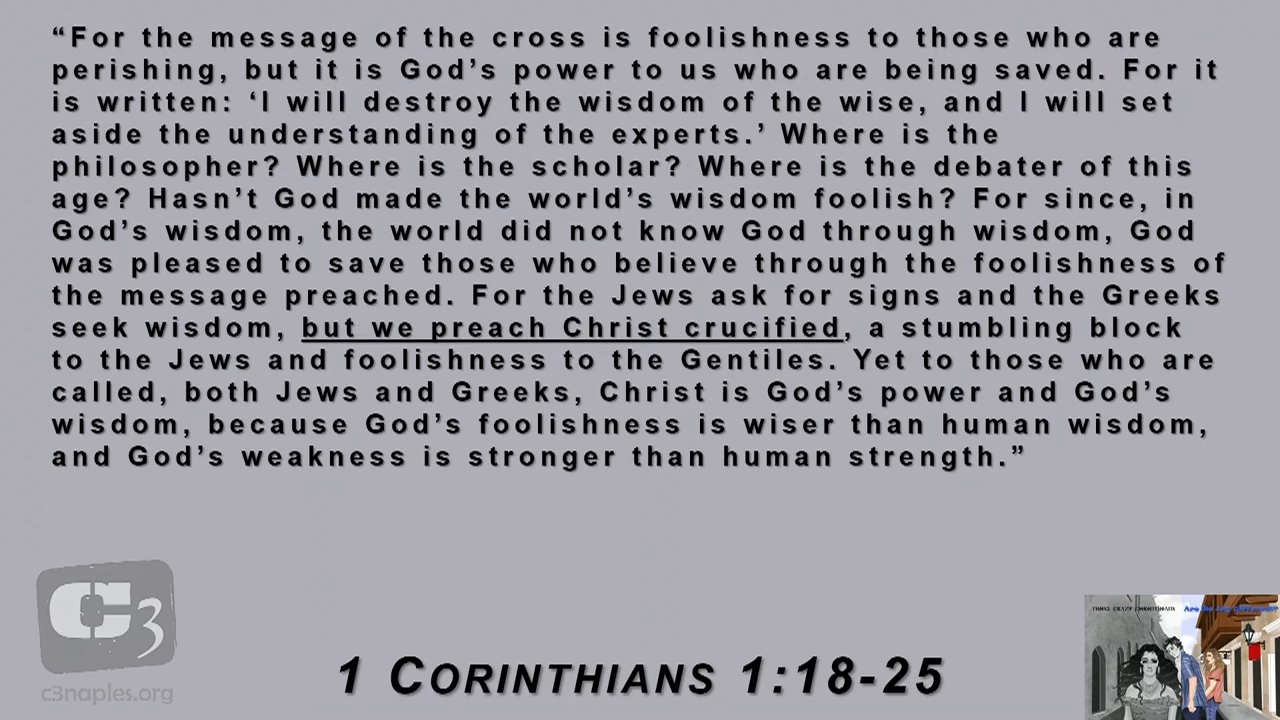 “For the message of the cross is foolishness to those who are
perishing, but it is God’s power to us who are being saved. For it
is written: ‘I will destroy the wisdom of the wise, and I will set
aside the understanding of the experts.’ Where is the
philosopher? Where is the scholar? Where is the debater of this
age? Hasn’t God made the world’s wisdom foolish? For since, in
God’s wisdom, the world did not know God through wisdom, God
was pleased to save those who believe through the foolishness of
the message preached. For the Jews ask for signs and the Greeks
seek wisdom, but we preach Christ crucified, a stumbling block
to the Jews and foolishness to the Gentiles. Yet to those who are
called, both Jews and Greeks, Christ is God’s power and God’s
wisdom, because God’s foolishness is wiser than human wisdom,
and God’s weakness is stronger than human strength.”
C3
c3naples.org
THOSE CRAZY CORINTHIANS
1 CORINTHIANS 1:18-25